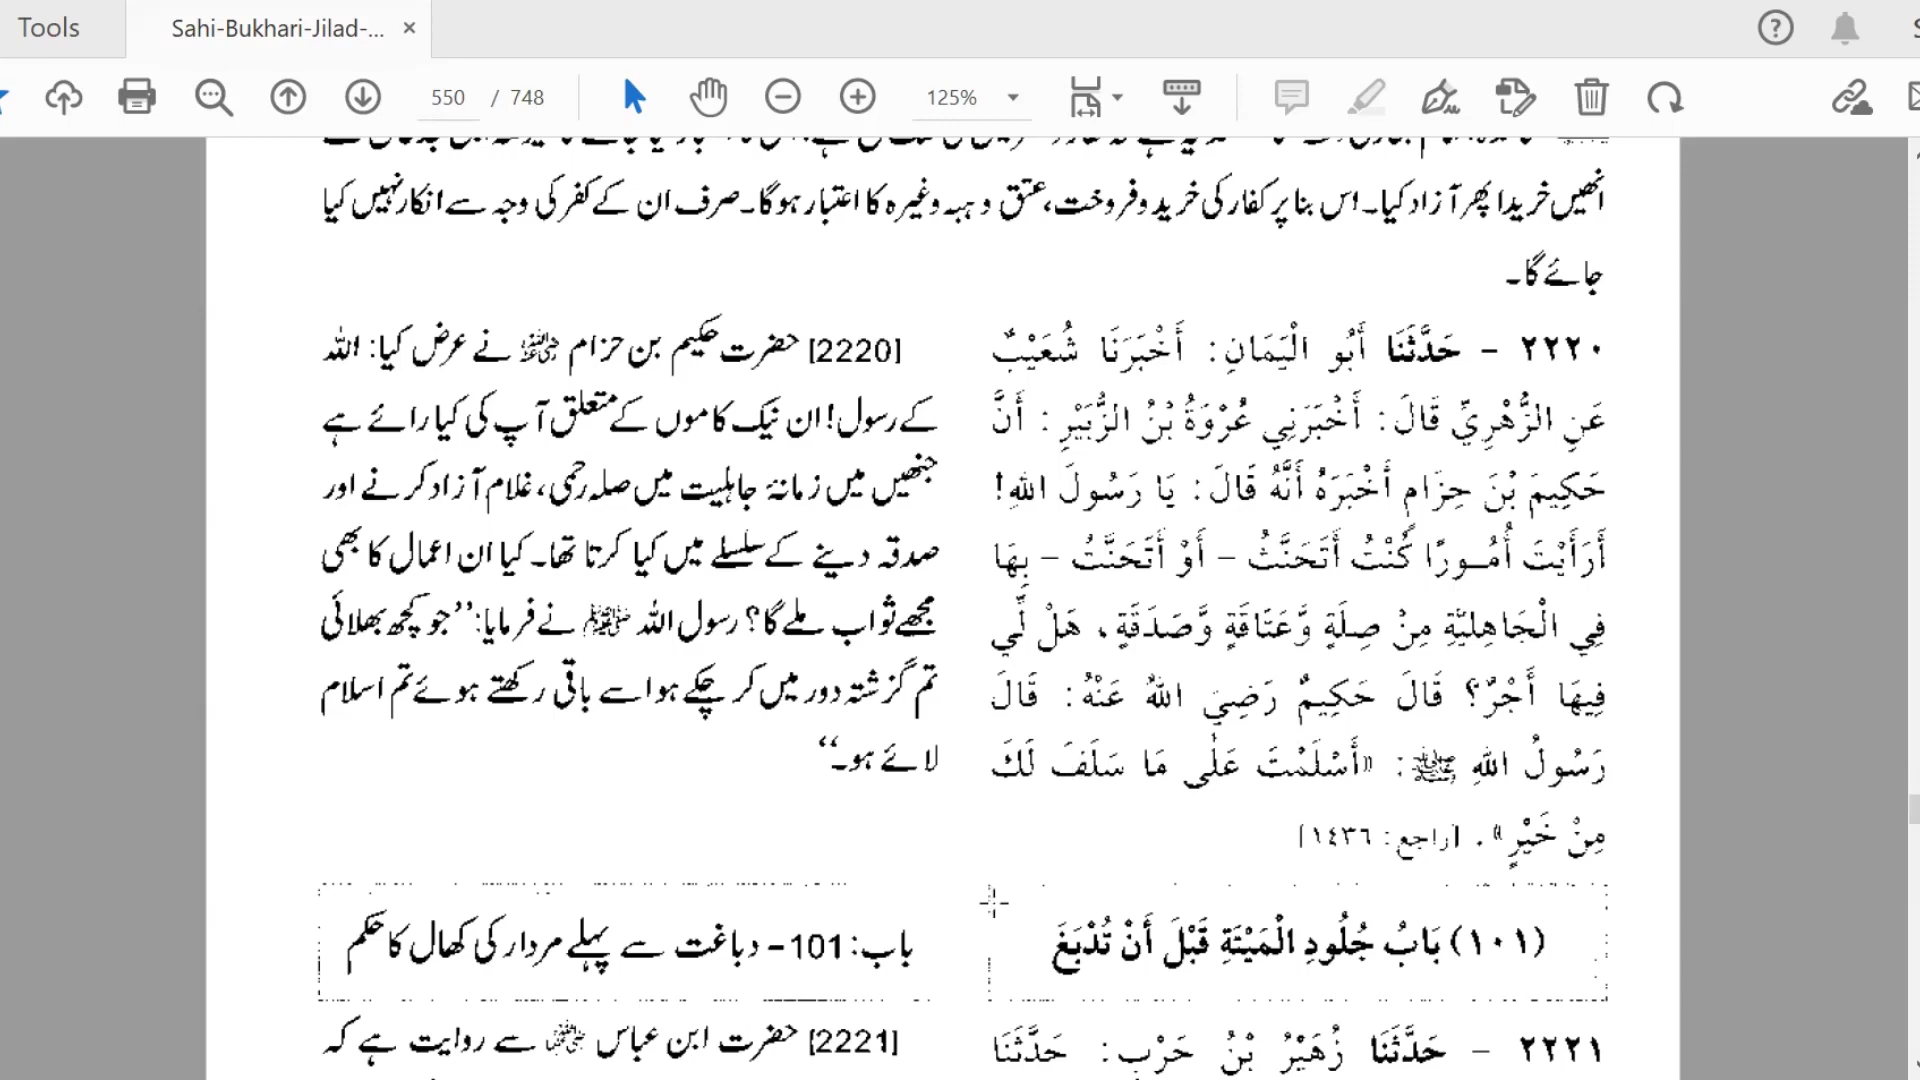 Tools
Sahi-Bukhari-Jilad-...
550 / 748
125%
انھیں خریدا پھر آزاد کیا۔ اس بنا پر کفار کی خرید و فروخت، عتق و ہبہ وغیرہ کا اعتبار ہوگا۔ صرف ان کے کفر کی وجہ سے انکار نہیں کیا
جائے گا۔
٢٢٢٠ - حَدَّثَنَا أَبُو الْيَمَانِ: أَخْبَرَنَا شُعَيْبٌ
عَنِ الزُّهْرِيِّ قَالَ: أَخْبَرَنِي عُرْوَةُ بْنُ الزُّبَيْرِ: أَنَّ
حَكِيمَ بْنَ حِزَامٍ أَخْبَرَهُ أَنَّهُ قَالَ: يَا رَسُولَ اللهِ!
أَرَأَيْتَ أُمُورًا كُنْتُ أَتَحَنَّثُ - أَوْ أَتَحَنَّتُ - بِهَا
فِي الْجَاهِلِيَّةِ مِنْ صِلَةٍ وَّعَتَاقَةٍ وَّصَدَقَةٍ، هَلْ لِّي
فِيهَا أَجْرٌ؟ قَالَ حَكِيمٌ رَضِيَ اللهُ عَنْهُ: قَالَ
رَسُولُ اللهِ ﷺ: «أَسْلَمْتَ عَلَى مَا سَلَفَ لَكَ
مِنْ خَيْرٍ». [راجع: ١٤٣٦]
[2220] حضرت حکیم بن حزام رضی اللہ عنہ نے عرض کیا: اللہ
کے رسول! ان نیک کاموں کے متعلق آپ کی کیا رائے ہے
جنھیں میں زمانۂ جاہلیت میں صلہ رحمی، غلام آزاد کرنے اور
صدقہ دینے کے سلسلے میں کیا کرتا تھا۔ کیا ان اعمال کا بھی
مجھے ثواب ملے گا؟ رسول اللہ ﷺ نے فرمایا: ’’جو کچھ بھلائی
تم گزشتہ دور میں کر چکے ہو اسے باقی رکھتے ہوئے تم اسلام
لائے ہو۔‘‘
(١٠١) بَابُ جُلُودِ الْمَيْتَةِ قَبْلَ أَنْ تُدْبَغَ
باب: 101- دباغت سے پہلے مردار کی کھال کا حکم
٢٢٢١ - حَدَّثَنَا زُهَيْرُ بْنُ حَرْبٍ: حَدَّثَنَا
[2221] حضرت ابن عباس رضی اللہ عنہما سے روایت ہے کہ